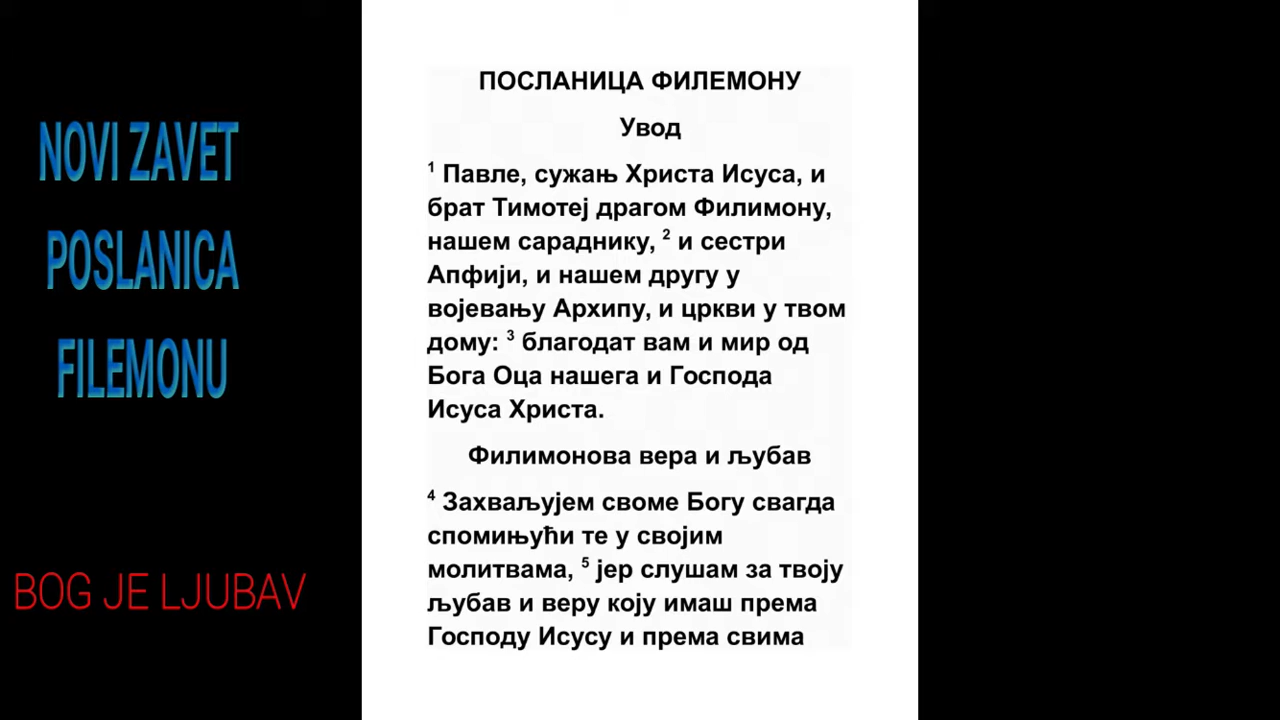 NOVI ZAVET
POSLANICA
FILEMONU
BOG JE LJUBAV
ПОСЛАНИЦА ФИЛЕМОНУ
Увод
1 Павле, сужањ Христа Исуса, и
брат Тимотеј драгом Филимону,
нашем сараднику, 2 и сестри
Апфији, и нашем другу у
војевању Архипу, и цркви у твом
дому: 3 благодат вам и мир од
Бога Оца нашега и Господа
Исуса Христа.
Филимонова вера и љубав
4 Захваљујем своме Богу свагда
спомињући те у својим
молитвама, 5 јер слушам за твоју
љубав и веру коју имаш према
Господу Исусу и према свима